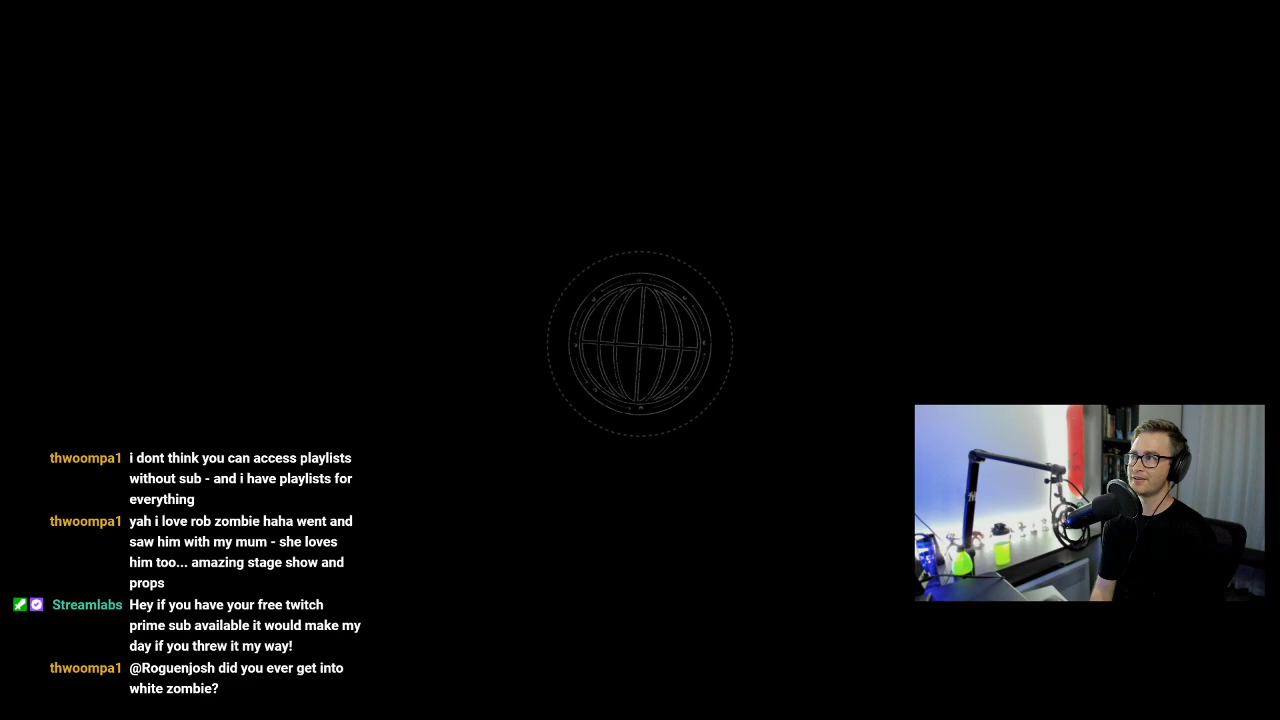 thwoompa1 i dont think you can access playlists
without sub - and i have playlists for
everything
thwoompa1 yah i love rob zombie haha went and
saw him with my mum - she loves
him too... amazing stage show and
props
Streamlabs Hey if you have your free twitch
prime sub available it would make my
day if you threw it my way!
thwoompa1 @Roguenjosh did you ever get into
white zombie?